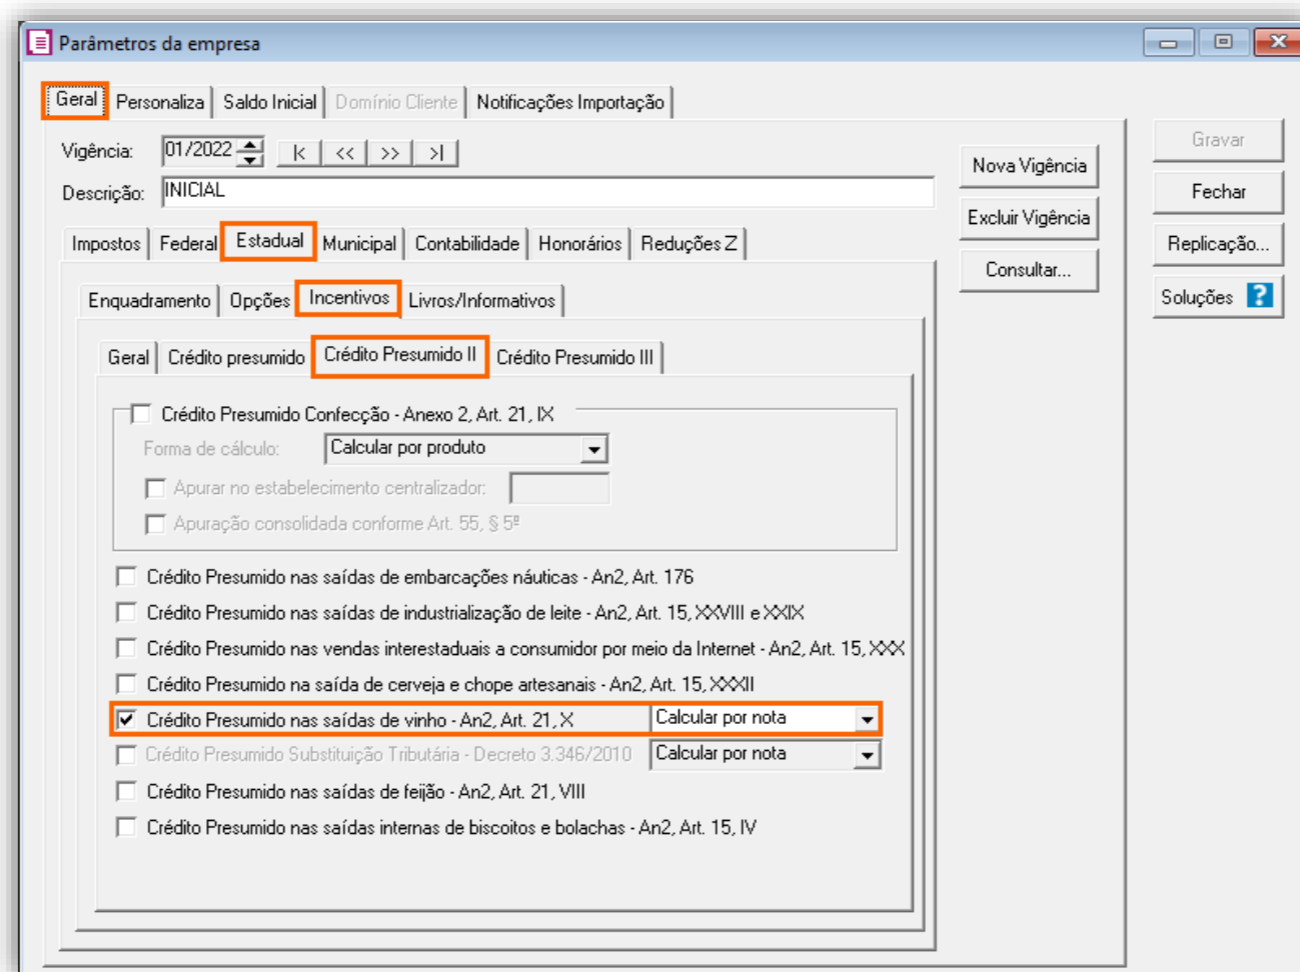 Parâmetros da empresa
Geral Personaliza Saldo Inicial Domínio Cliente Notificações Importação
Vigência: 01/2022 |< << >> >|
Descrição: INICIAL
Nova Vigência
Excluir Vigência
Consultar...
Gravar
Fechar
Replicação...
Soluções ?
Impostos Federal Estadual Municipal Contabilidade Honorários Reduções Z
Enquadramento Opções Incentivos Livros/Informativos
Geral Crédito presumido Crédito Presumido II Crédito Presumido III
Crédito Presumido Confecção - Anexo 2, Art. 21, IX
Forma de cálculo: Calcular por produto
Apurar no estabelecimento centralizador:
Apuração consolidada conforme Art. 55, § 5º
Crédito Presumido nas saídas de embarcações náuticas - An2, Art. 176
Crédito Presumido nas saídas de industrialização de leite - An2, Art. 15, XXVIII e XXIX
Crédito Presumido nas vendas interestaduais a consumidor por meio da Internet - An2, Art. 15, XXX
Crédito Presumido na saída de cerveja e chope artesanais - An2, Art. 15, XXXII
Crédito Presumido nas saídas de vinho - An2, Art. 21, X Calcular por nota
Crédito Presumido Substituição Tributária - Decreto 3.346/2010 Calcular por nota
Crédito Presumido nas saídas de feijão - An2, Art. 21, VIII
Crédito Presumido nas saídas internas de biscoitos e bolachas - An2, Art. 15, IV